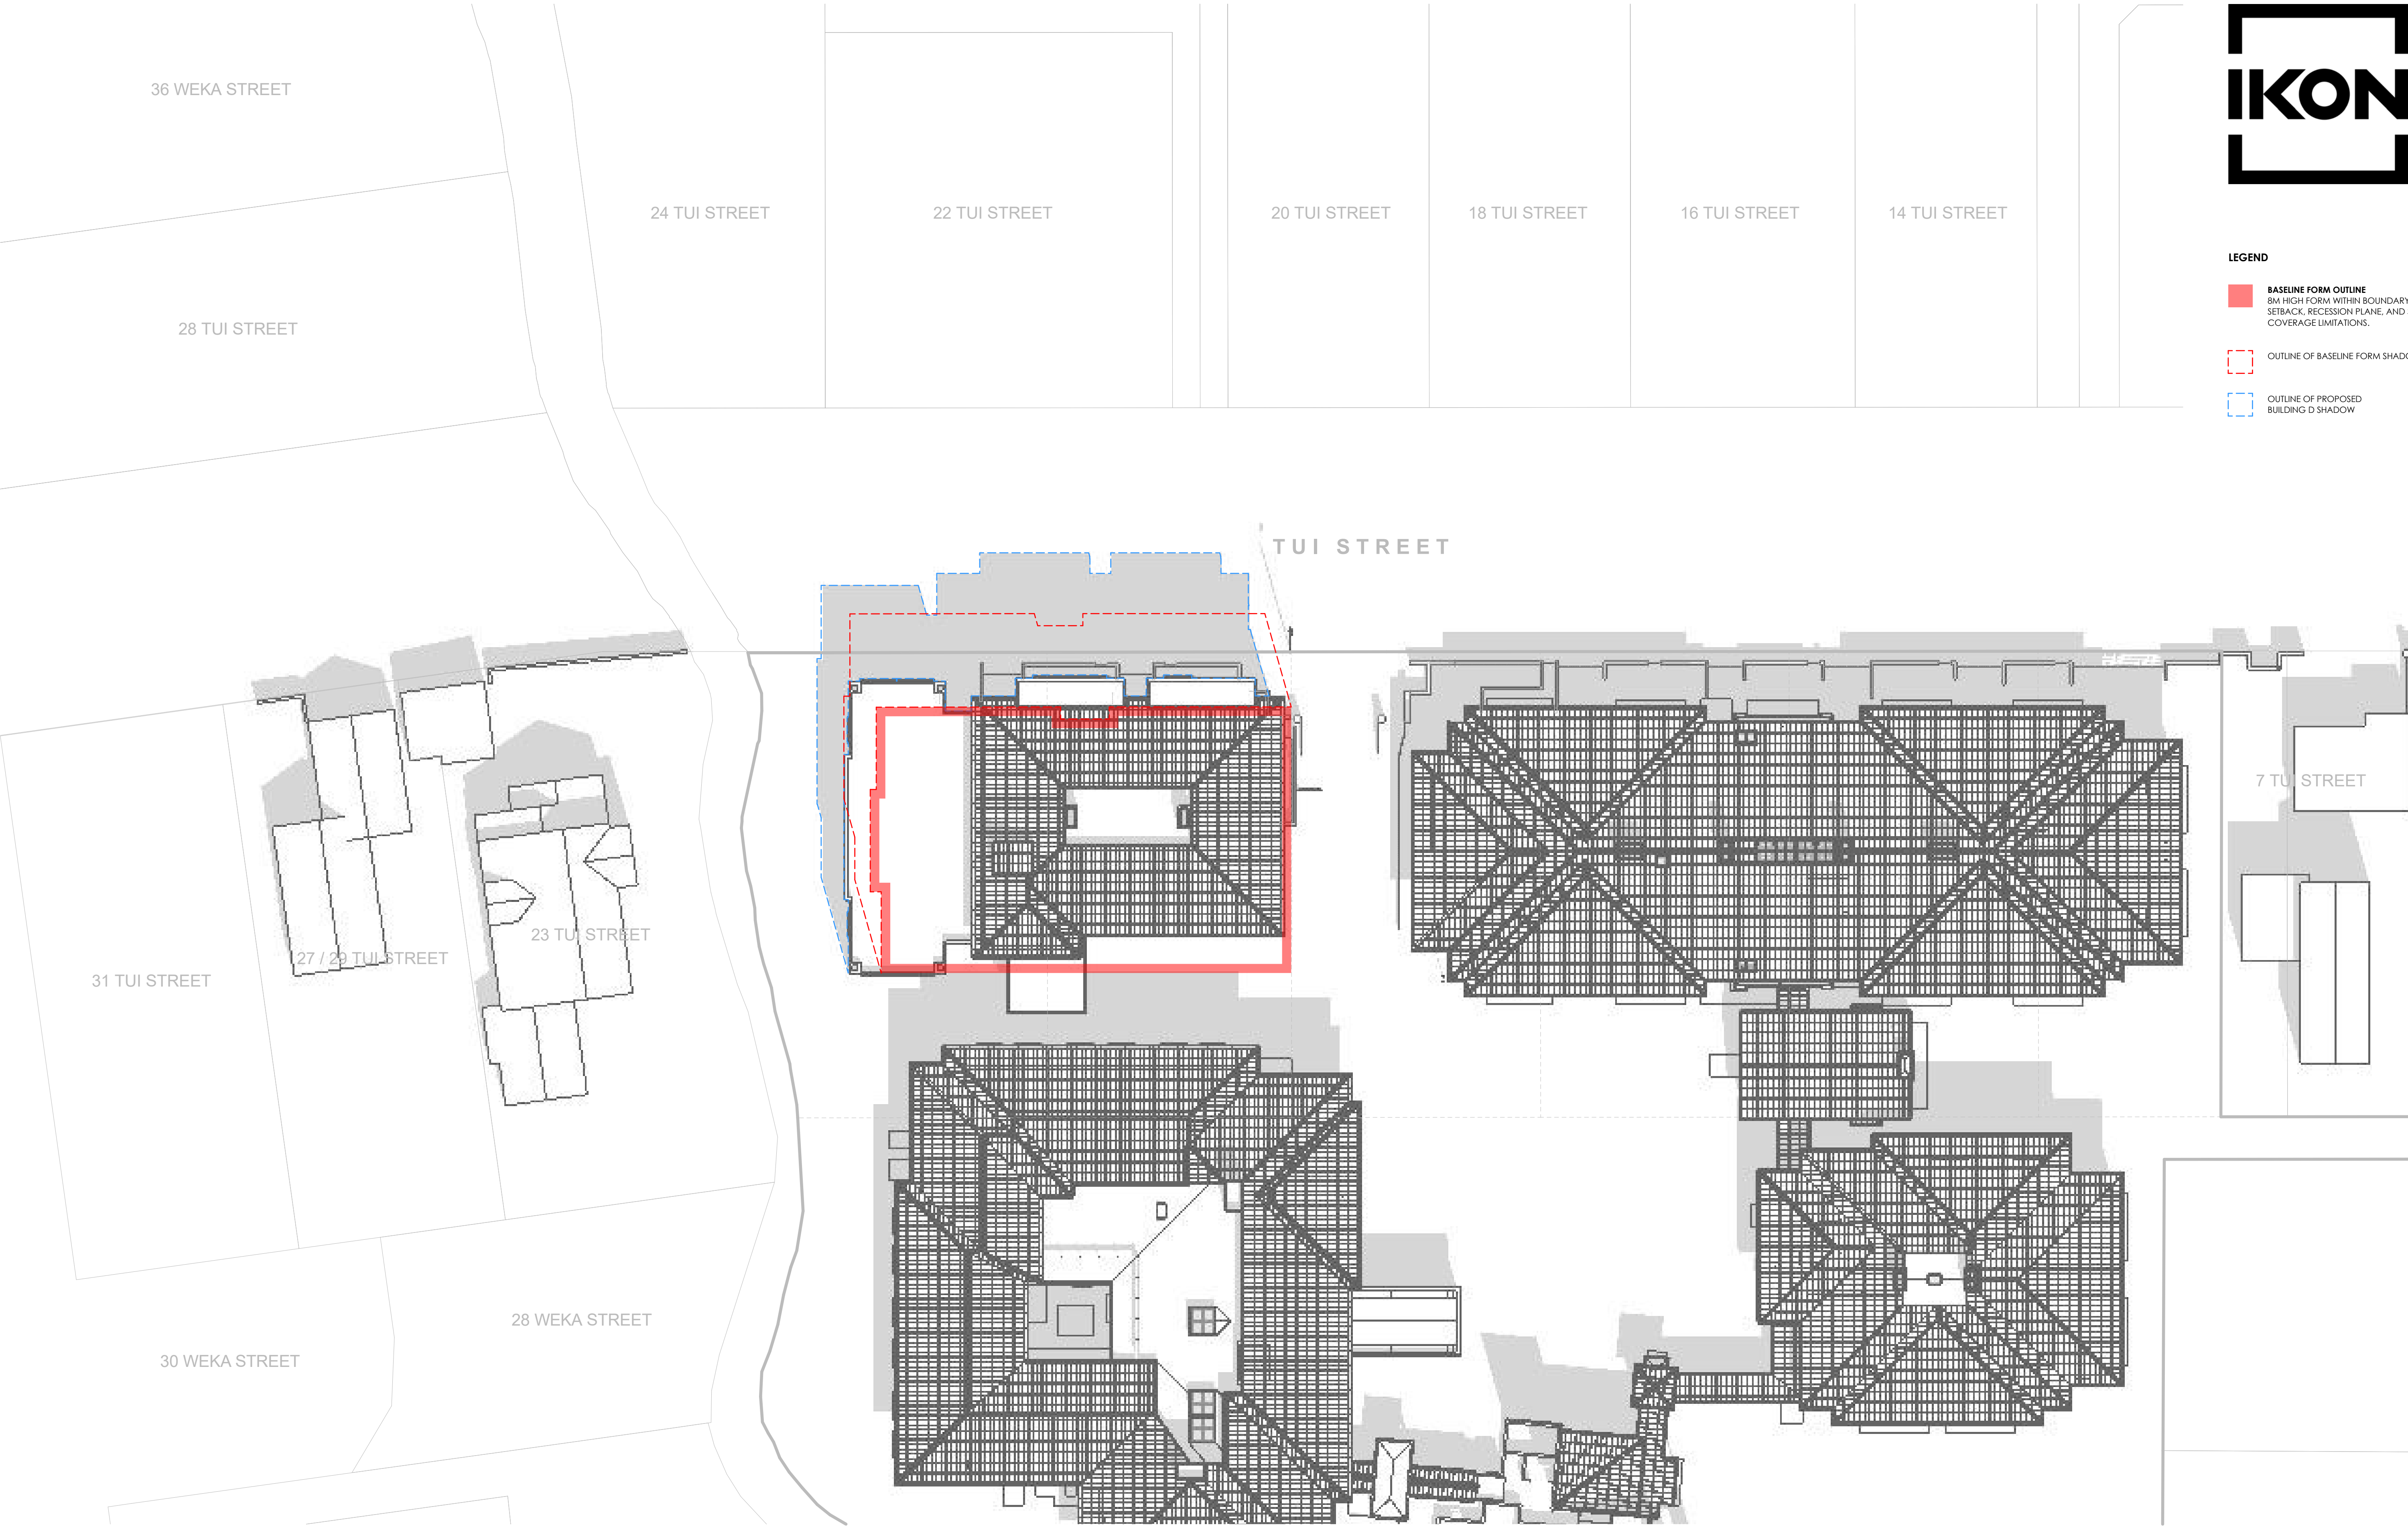 36 WEKA STREET
IKON
24 TUI STREET
22 TUI STREET
20 TUI STREET
18 TUI STREET
16 TUI STREET
14 TUI STREET
LEGEND
BASELINE FORM OUTLINE
8M HIGH FORM WITHIN BOUNDARY
SETBACK, RECESSION PLANE, AND
COVERAGE LIMITATIONS.
28 TUI STREET
OUTLINE OF BASELINE FORM
OUTLINE OF PROPOSED
BUILDING D SHADOW
TUI STREET
7 TUI STREET
23 TUI STREET
27 / 29 TUI STREET
31 TUI STREET
28 WEKA STREET
30 WEKA STREET